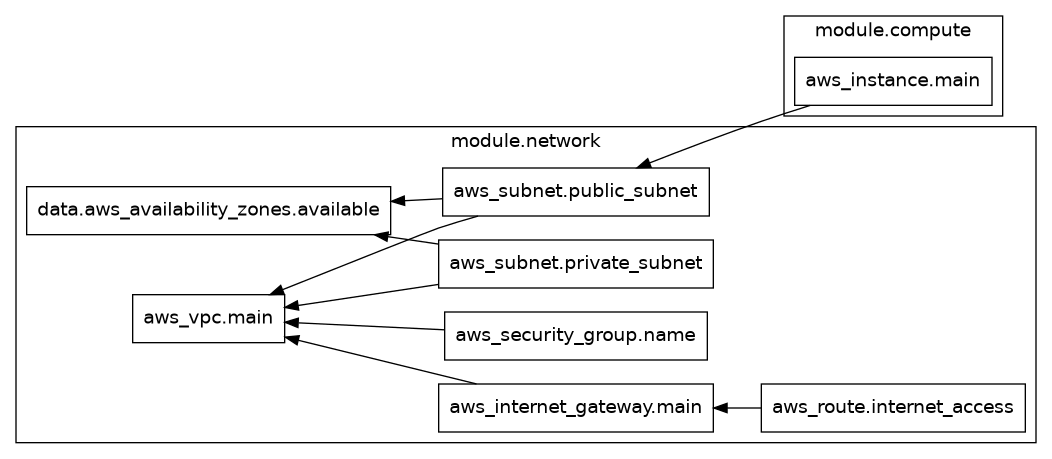 module.compute
aws_instance.main
module.network
aws_subnet.public_subnet
data.aws_availability_zones.available
aws_subnet.private_subnet
aws_vpc.main
aws_security_group.name
aws_internet_gateway.main
aws_route.internet_access